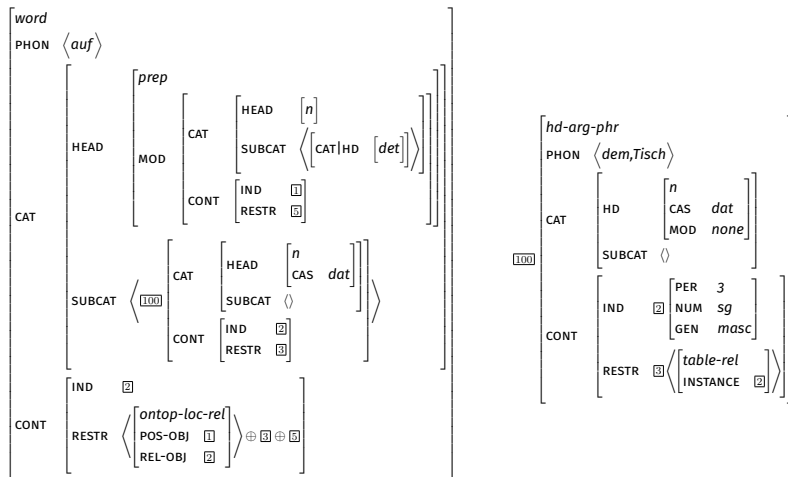 word
PHON ⟨auf⟩
CAT
HEAD
prep
MOD
CAT
HEAD [n]
SUBCAT ⟨[CAT|HD [det]]⟩
CONT
IND 1
RESTR 5
SUBCAT ⟨ 100
CAT
HEAD
n
CAS dat
SUBCAT ⟨⟩
CONT
IND 2
RESTR 3
⟩
CONT
IND 2
RESTR
ontop-loc-rel
POS-OBJ 1
REL-OBJ 2
⊕ 3 ⊕ 5
100
hd-arg-phr
PHON ⟨dem,Tisch⟩
CAT
HD
n
CAS dat
MOD none
SUBCAT ⟨⟩
CONT
IND 2
PER 3
NUM sg
GEN masc
RESTR 3
table-rel
INSTANCE 2